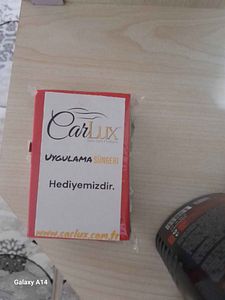 CarLux
UYGULAMA SÜNGERİ
Hediyemizdir.
www.carlux.com.tr
Galaxy A14